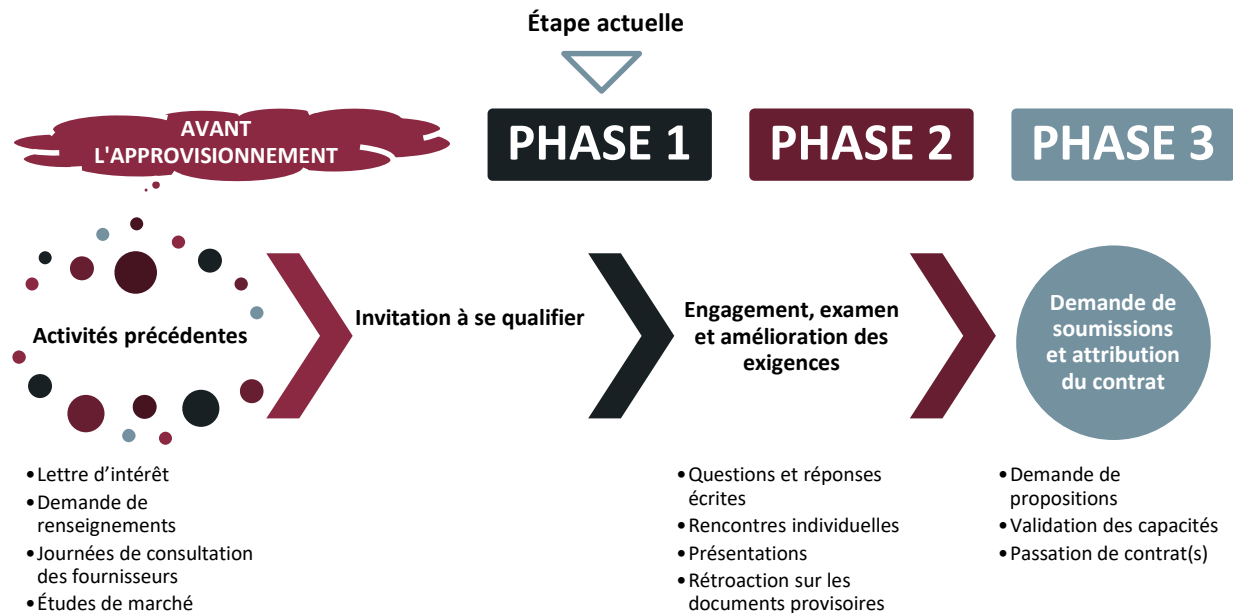 Étape actuelle
AVANT
L'APPROVISIONNEMENT
PHASE 1
PHASE 2
PHASE 3
Activités précédentes
Invitation à se qualifier
Engagement, examen
et amélioration des
exigences
Demande de
soumissions
et attribution
du contrat
•Lettre d’intérêt
•Demande de
renseignements
•Journées de consultation
des fournisseurs
•Études de marché
•Questions et réponses
écrites
•Rencontres individuelles
•Présentations
•Rétroaction sur les
documents provisoires
•Demande de
propositions
•Validation des capacités
•Passation de contrat(s)